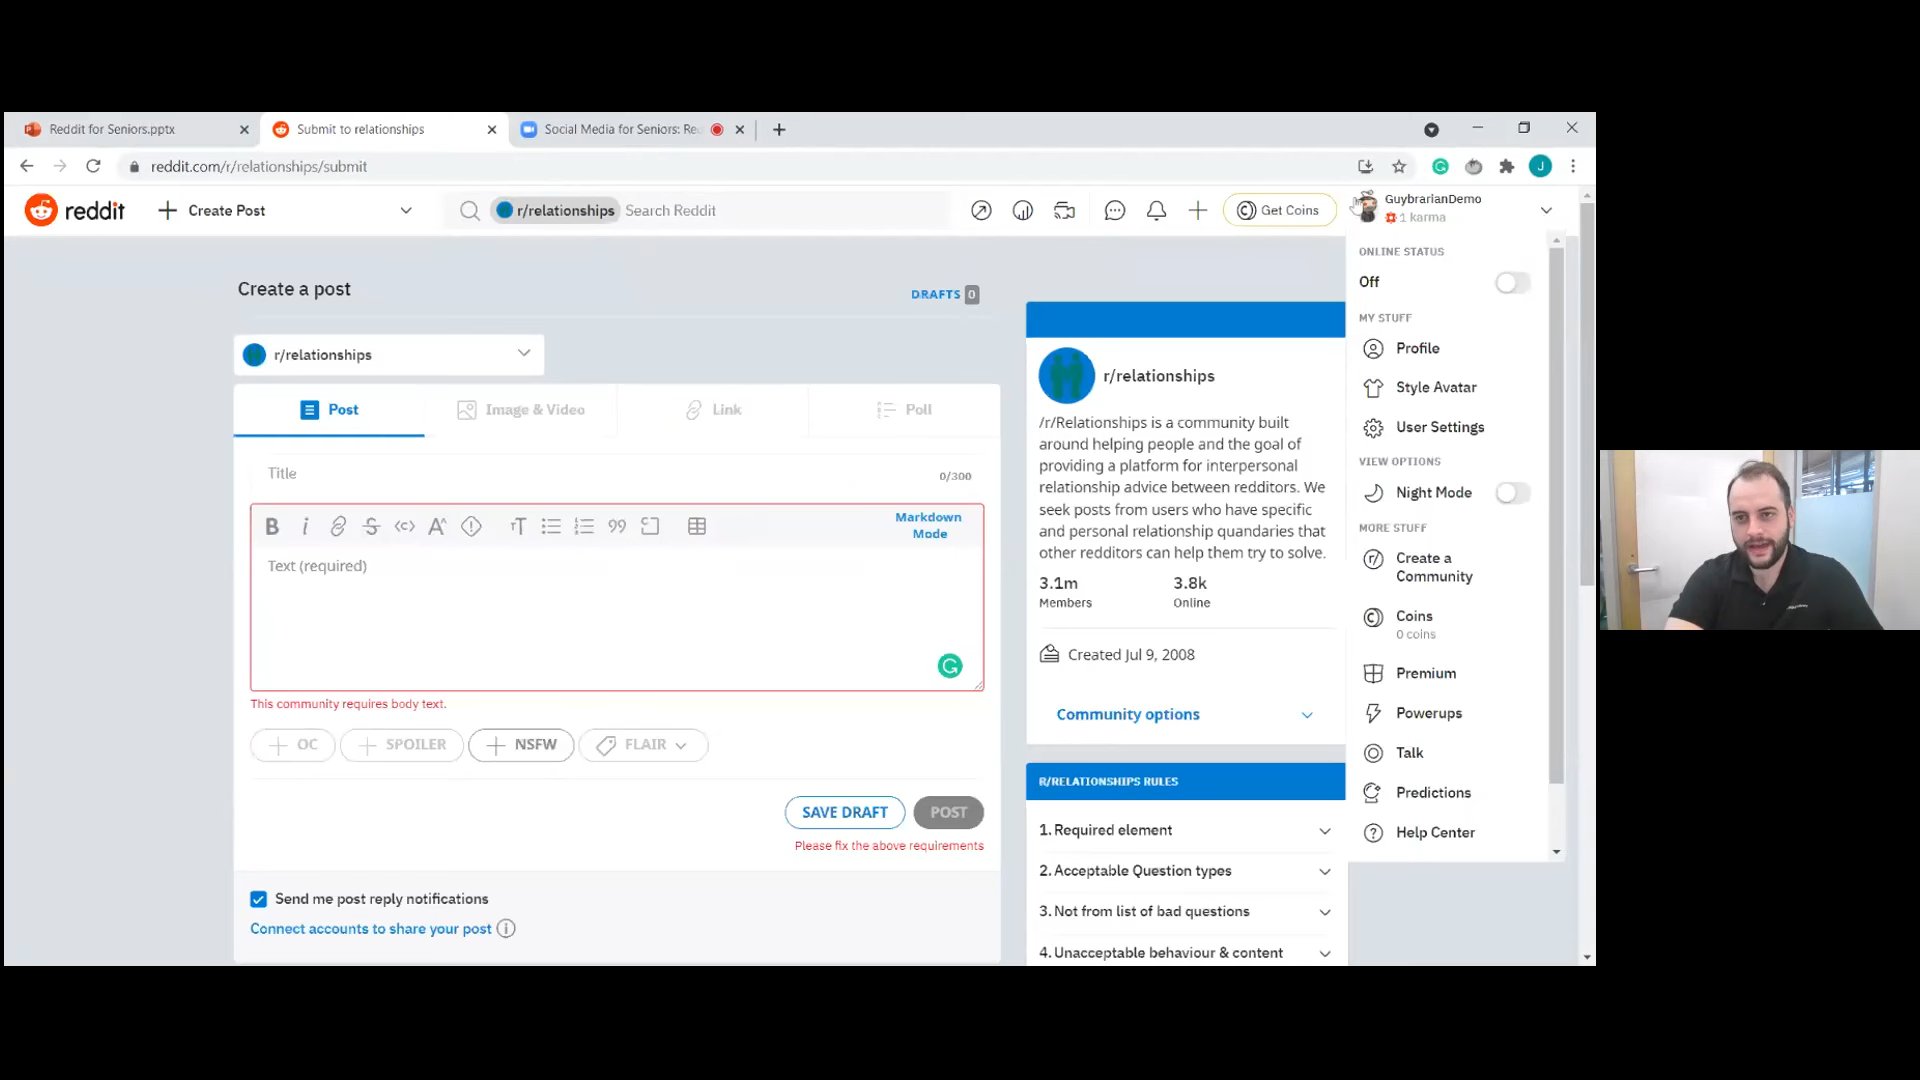 Reddit for Seniors.pptx
Submit to relationships
Social Media for Seniors: Re
reddit.com/r/relationships/submit
J
reddit
Create Post
r/relationships
Search Reddit
Get Coins
GuybrarianDemo
1 karma
Create a post
DRAFTS 0
r/relationships
Post
Image & Video
Link
Poll
Title
0/300
Markdown
Mode
Text (required)
This community requires body text.
OC
SPOILER
NSFW
FLAIR
SAVE DRAFT
POST
Please fix the above requirements
Send me post reply notifications
Connect accounts to share your post
r/relationships
/r/Relationships is a community built
around helping people and the goal of
providing a platform for interpersonal
relationship advice between redditors. We
seek posts from users who have specific
and personal relationship quandaries that
other redditors can help them try to solve.
3.1m
Members
3.8k
Online
Created Jul 9, 2008
Community options
R/RELATIONSHIPS RULES
1. Required element
2. Acceptable Question types
3. Not from list of bad questions
4. Unacceptable behaviour & content
ONLINE STATUS
Off
MY STUFF
Profile
Style Avatar
User Settings
VIEW OPTIONS
Night Mode
MORE STUFF
Create a
Community
Coins
0 coins
Premium
Powerups
Talk
Predictions
Help Center